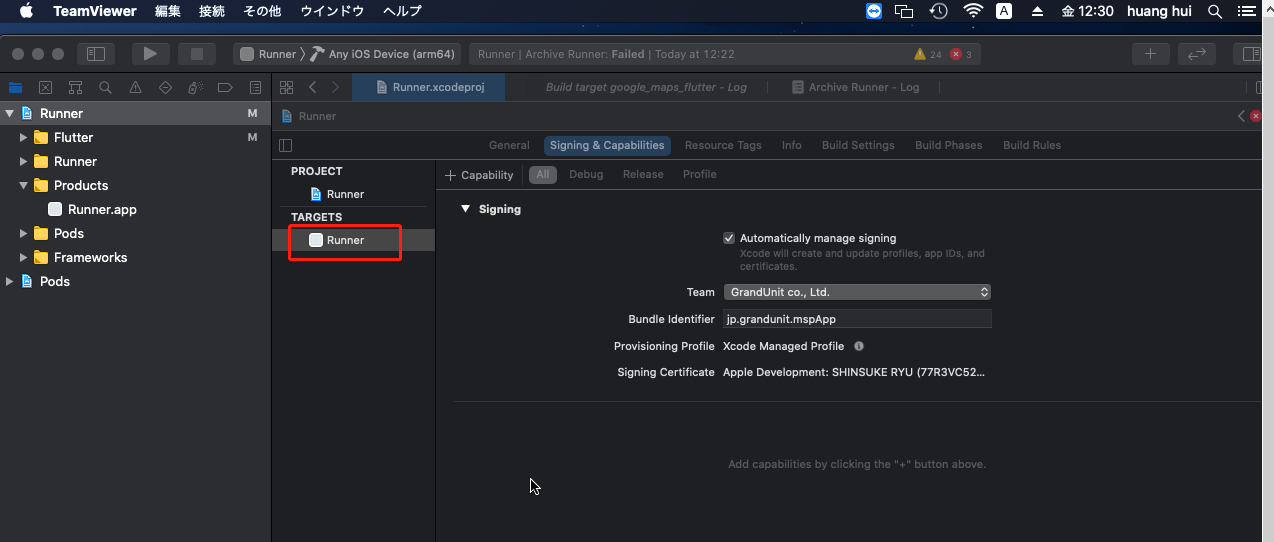 TeamViewer 編集 接続 その他 ウインドウ ヘルプ A 金 12:30 huang hui
Runner 〉 Any iOS Device (arm64) Runner | Archive Runner: Failed | Today at 12:22 24 3
Runner.xcodeproj Build target google_maps_flutter - Log Archive Runner - Log
Runner M
Flutter M
Runner
Products
Runner.app
Pods
Frameworks
Pods
Runner
General Signing & Capabilities Resource Tags Info Build Settings Build Phases Build Rules
PROJECT
Runner
TARGETS
Runner
+ Capability All Debug Release Profile
Signing
Automatically manage signing
Xcode will create and update profiles, app IDs, and
certificates.
Team GrandUnit co., Ltd.
Bundle Identifier jp.grandunit.mspApp
Provisioning Profile Xcode Managed Profile
Signing Certificate Apple Development: SHINSUKE RYU (77R3VC52...
Add capabilities by clicking the "+" button above.